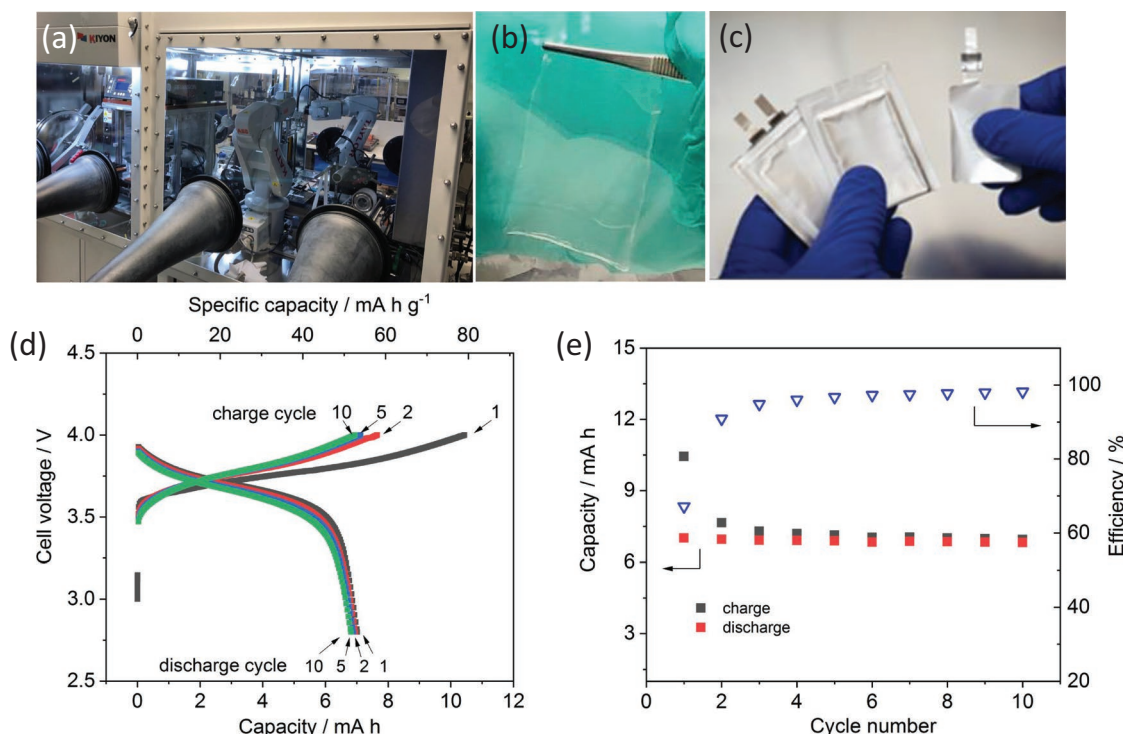 (a)
KIYON
(b)
(c)
Specific capacity / mA h g⁻¹
0 20 40 60 80
(d)
4.5
4.0
3.5
3.0
2.5
Cell voltage / V
charge cycle
10 5 2 1
discharge cycle
10 5 2 1
0 2 4 6 8 10 12
Capacity / mA h
(e)
15
12
9
6
3
Capacity / mA h
100
80
60
40
20
Efficiency / %
charge
discharge
0 2 4 6 8 10
Cycle number